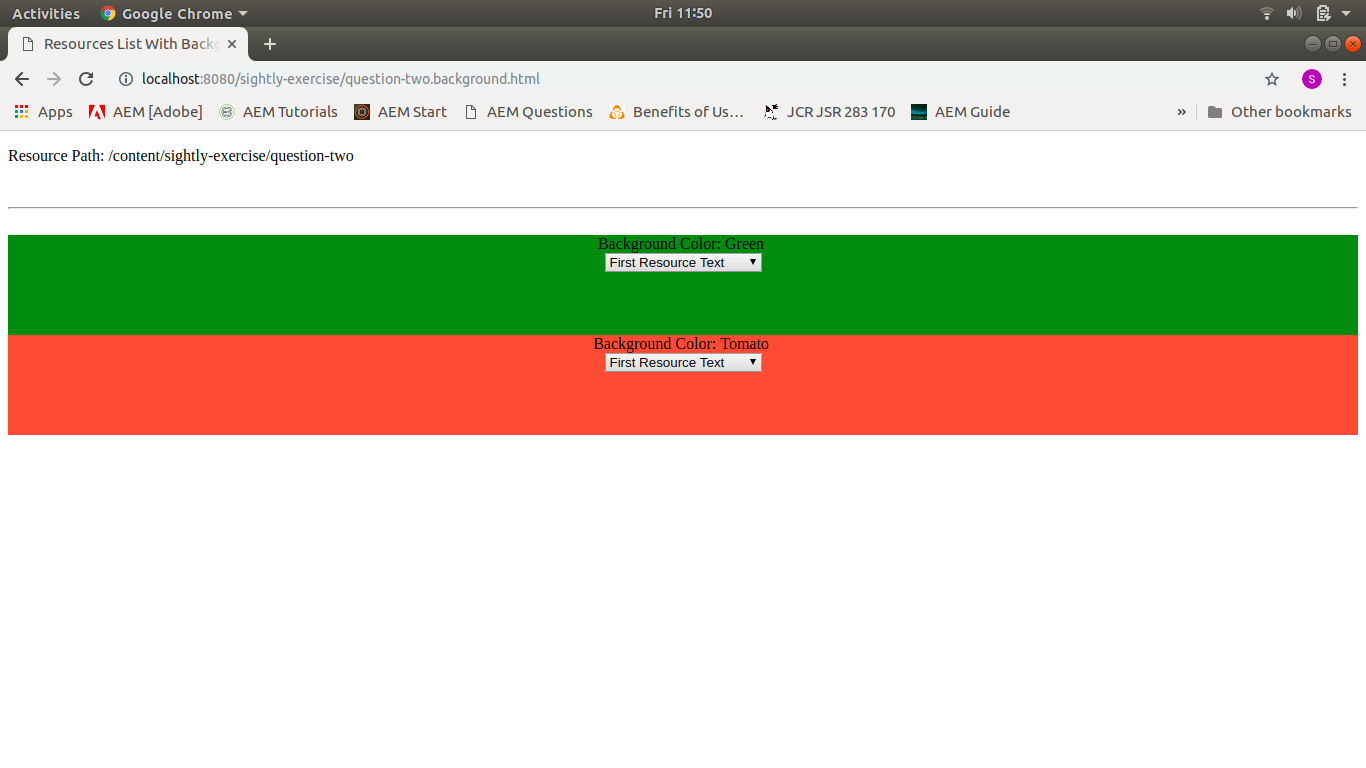 Activities Google Chrome Fri 11:50
Resources List With Back
localhost:8080/sightly-exercise/question-two.background.html S
Apps AEM [Adobe] AEM Tutorials AEM Start AEM Questions Benefits of Us... JCR JSR 283 170 AEM Guide » Other bookmarks
Resource Path: /content/sightly-exercise/question-two
Background Color: Green
First Resource Text
Background Color: Tomato
First Resource Text